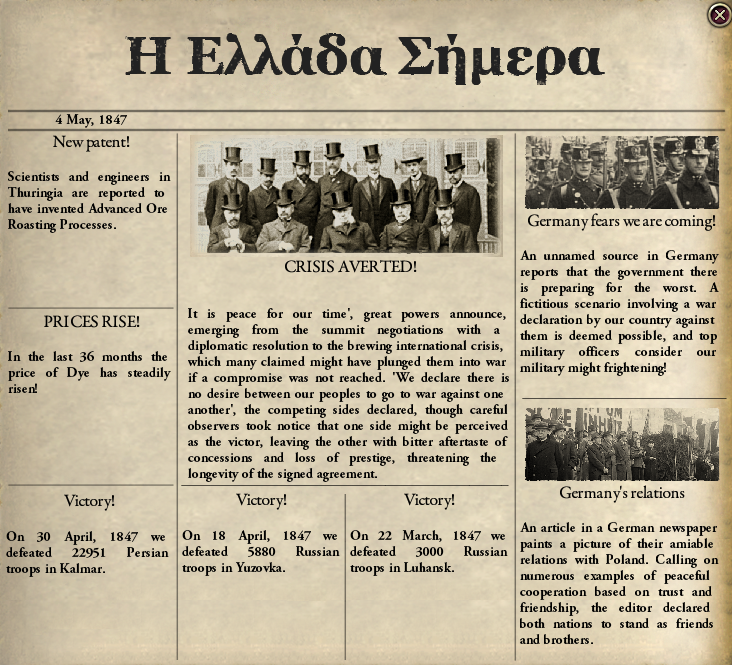 Η Ελλάδα Σήμερα
4 May, 1847
New patent!
Scientists and engineers in
Thuringia are reported to
have invented Advanced Ore
Roasting Processes.
PRICES RISE!
In the last 36 months the
price of Dye has steadily
risen!
CRISIS AVERTED!
It is peace for our time', great powers announce,
emerging from the summit negotiations with a
diplomatic resolution to the brewing international crisis,
which many claimed might have plunged them into war
if a compromise was not reached. 'We declare there is
no desire between our peoples to go to war against one
another', the competing sides declared, though careful
observers took notice that one side might be perceived
as the victor, leaving the other with bitter aftertaste of
concessions and loss of prestige, threatening the
longevity of the signed agreement.
Germany fears we are coming!
An unnamed source in Germany
reports that the government there
is preparing for the worst. A
fictitious scenario involving a war
declaration by our country against
them is deemed possible, and top
military officers consider our
military might frightening!
Germany's relations
An article in a German newspaper
paints a picture of their amiable
relations with Poland. Calling on
numerous examples of peaceful
cooperation based on trust and
friendship, the editor declared
both nations to stand as friends
and brothers.
Victory!
On 30 April, 1847 we
defeated 22951 Persian
troops in Kalmar.
Victory!
On 18 April, 1847 we
defeated 5880 Russian
troops in Yuzovka.
Victory!
On 22 March, 1847 we
defeated 3000 Russian
troops in Luhansk.